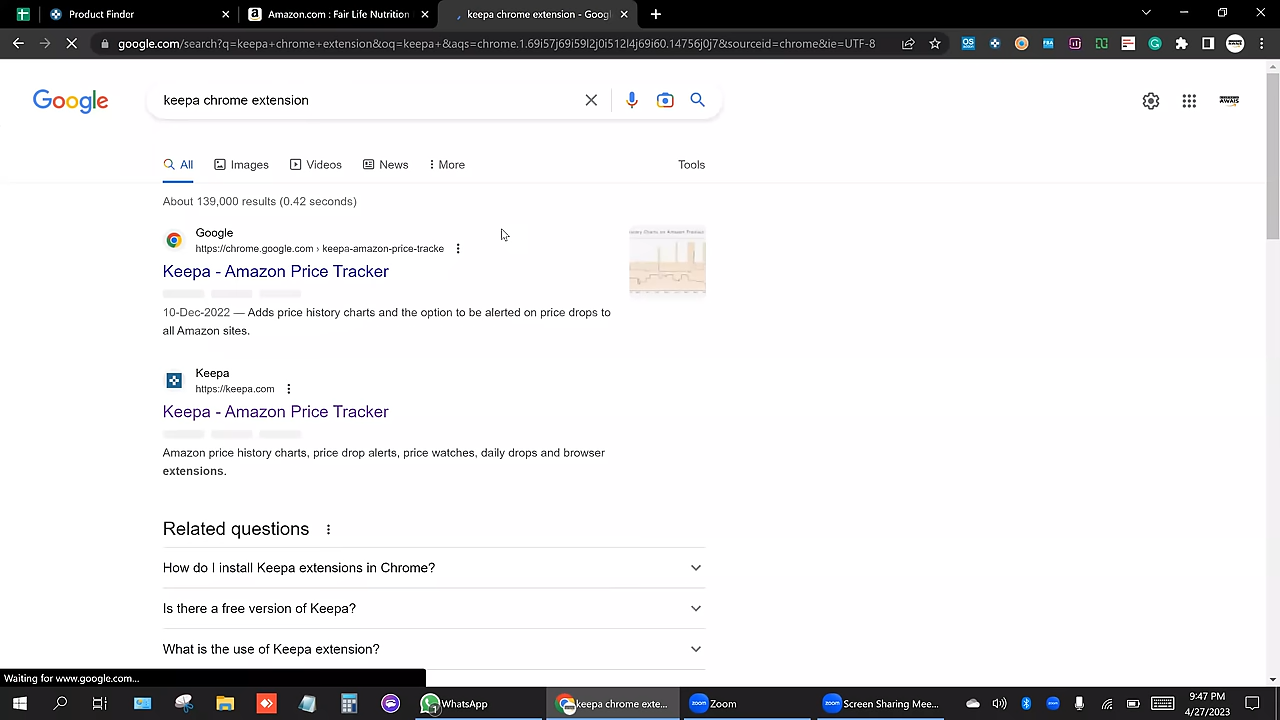 Product Finder
Amazon.com : Fair Life Nutrition
keepa chrome extension - Googl
google.com/search?q=keepa+chrome+extension&oq=keepa+&aqs=chrome.1.69i57j69i59l2j0i512l4j69i60.14756j0j7&sourceid=chrome&ie=UTF-8
Google
keepa chrome extension
All
Images
Videos
News
More
Tools
About 139,000 results (0.42 seconds)
Google
https://chrome.google.com › keepa-amazon-price-tracke
Keepa - Amazon Price Tracker
10-Dec-2022 — Adds price history charts and the option to be alerted on price drops to
all Amazon sites.
Keepa
https://keepa.com
Keepa - Amazon Price Tracker
Amazon price history charts, price drop alerts, price watches, daily drops and browser
extensions.
Related questions
How do I install Keepa extensions in Chrome?
Is there a free version of Keepa?
What is the use of Keepa extension?
Waiting for www.google.com...
WhatsApp
keepa chrome exte...
zoom
Zoom
zoom
Screen Sharing Mee...
9:47 PM
4/27/2023